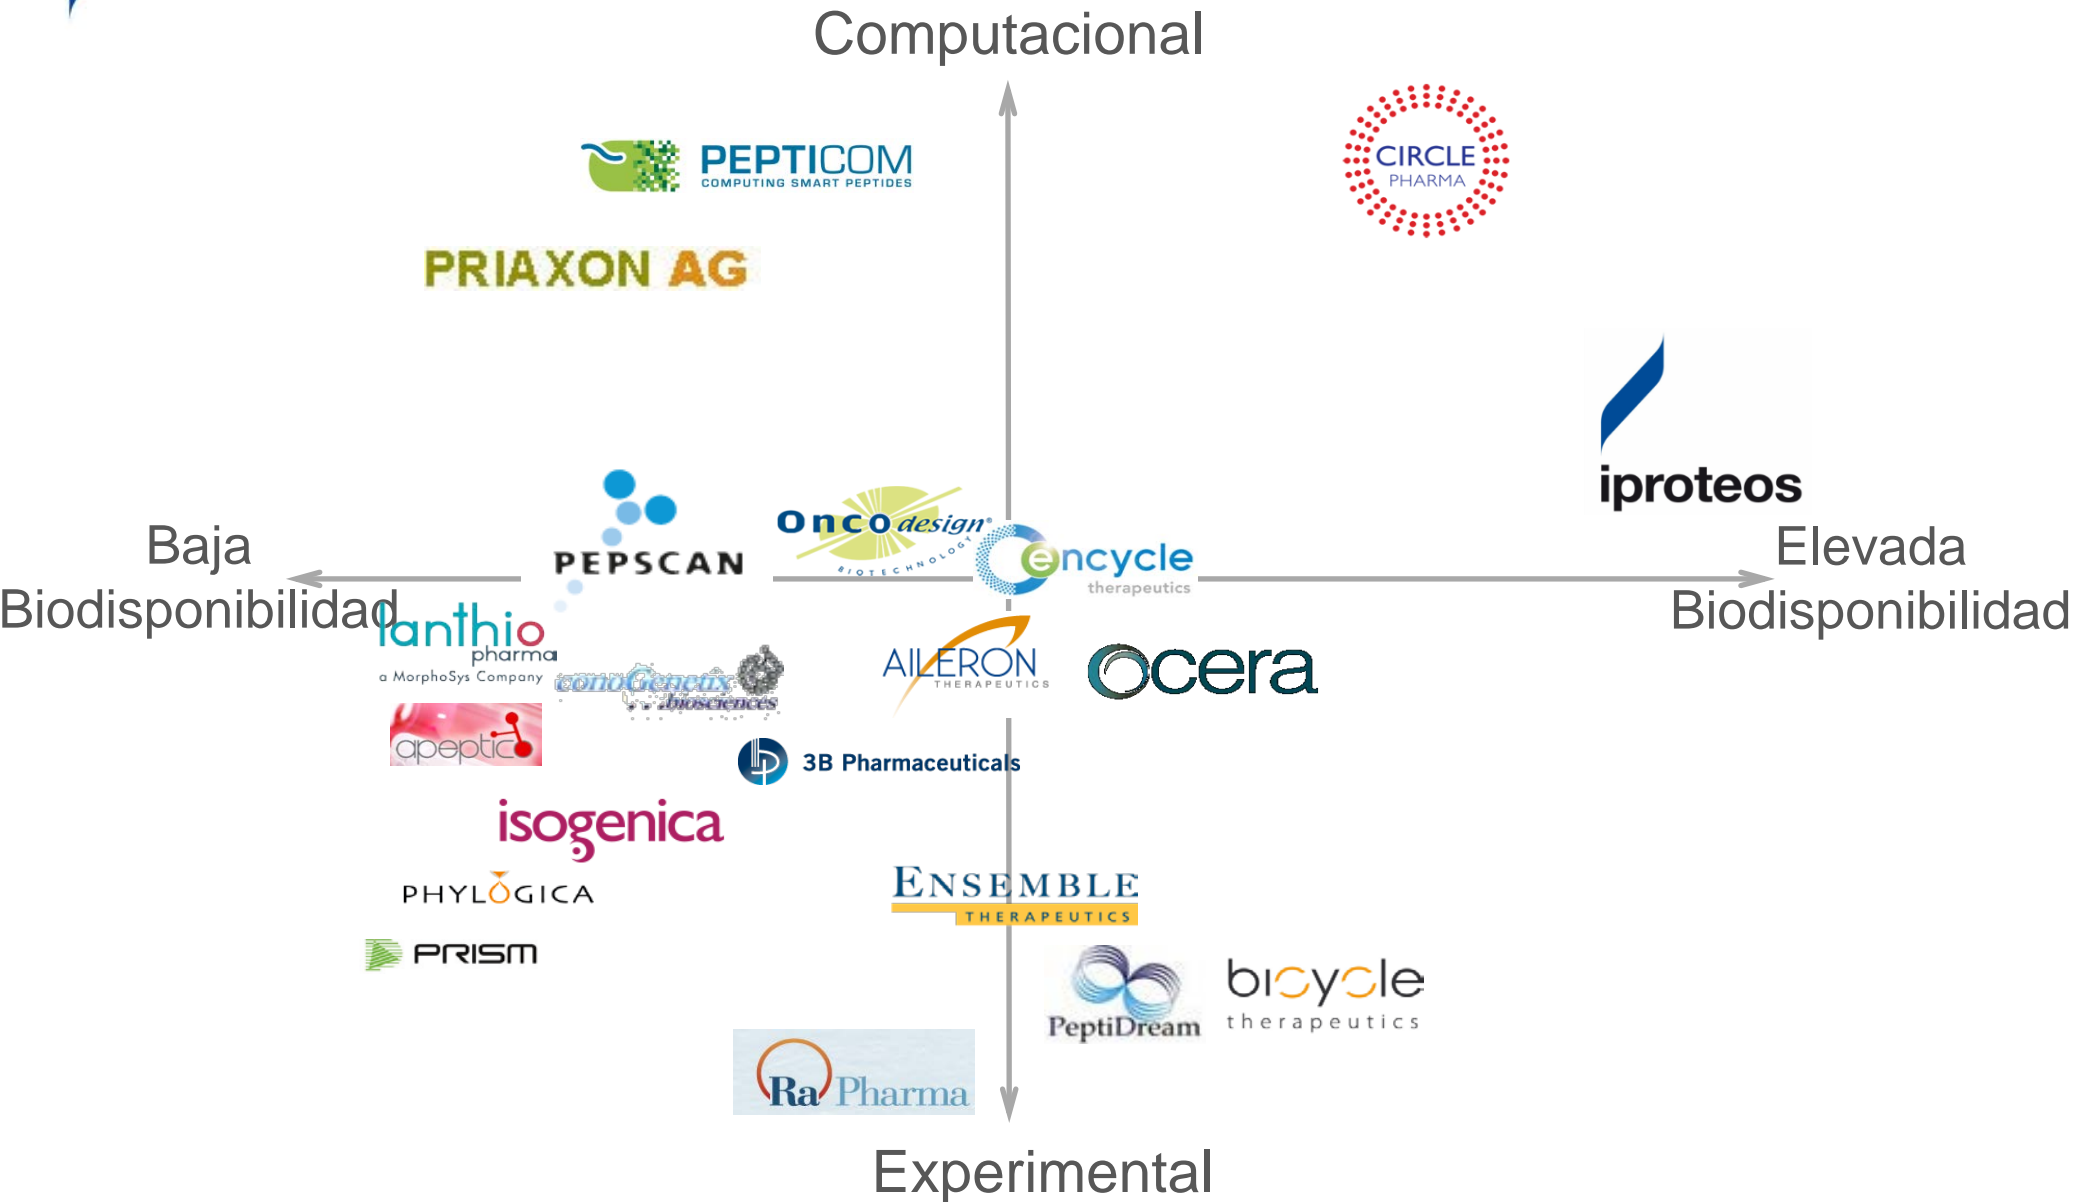 Computacional
PEPTICOM
COMPUTING SMART PEPTIDES
CIRCLE
PHARMA
PRIAXON AG
iproteos
Oncodesign®
BIOTECHNOLOGY
PEPSCAN
encycle
therapeutics
Baja
Biodisponibilidad
Elevada
Biodisponibilidad
lanthio
pharma
a MorphoSys Company
conoGenetix
...biosciences
AILERON
THERAPEUTICS
ocera
apeptico
3B Pharmaceuticals
isogenica
PHYLOGICA
ENSEMBLE
THERAPEUTICS
PRISM
PeptiDream
bicycle
therapeutics
Ra Pharma
Experimental